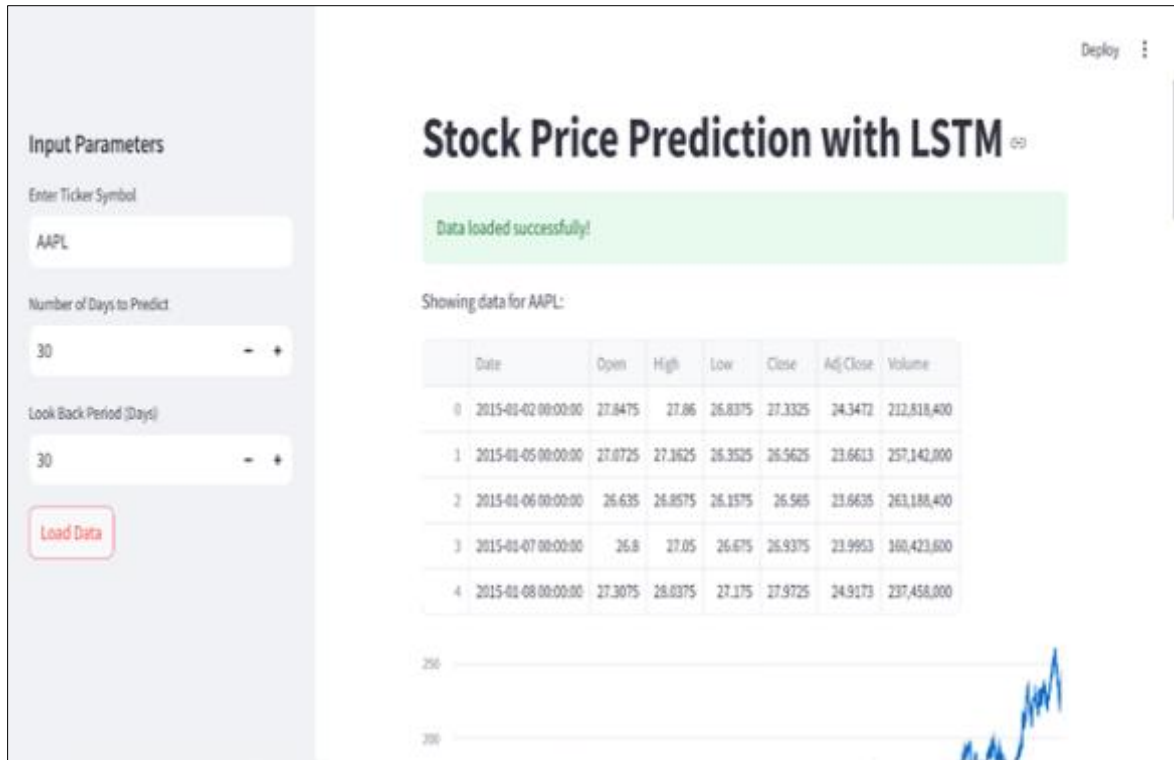 Deploy
Input Parameters
Enter Ticker Symbol
AAPL
Number of Days to Predict
30 - +
Look Back Period (Days)
30 - +
Load Data
Stock Price Prediction with LSTM
Data loaded successfully!
Showing data for AAPL:
Date Open High Low Close Adj Close Volume
0 2015-01-02 00:00:00 27.8475 27.86 26.8375 27.3325 24.3472 212,818,400
1 2015-01-05 00:00:00 27.0725 27.1625 26.3525 26.5625 23.6613 257,142,000
2 2015-01-06 00:00:00 26.635 26.8575 26.1575 26.565 23.6635 263,188,400
3 2015-01-07 00:00:00 26.8 27.05 26.675 26.9375 23.9953 160,423,600
4 2015-01-08 00:00:00 27.3075 28.0375 27.175 27.9725 24.9173 237,458,000
250
200